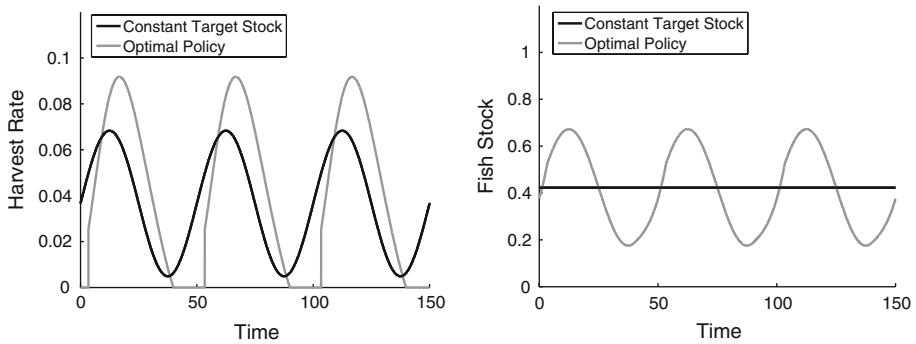 Constant Target Stock
Optimal Policy
0.1
0.08
0.06
0.04
0.02
0
Harvest Rate
0
50
100
150
Time
Constant Target Stock
Optimal Policy
1
0.8
0.6
0.4
0.2
0
Fish Stock
0
50
100
150
Time